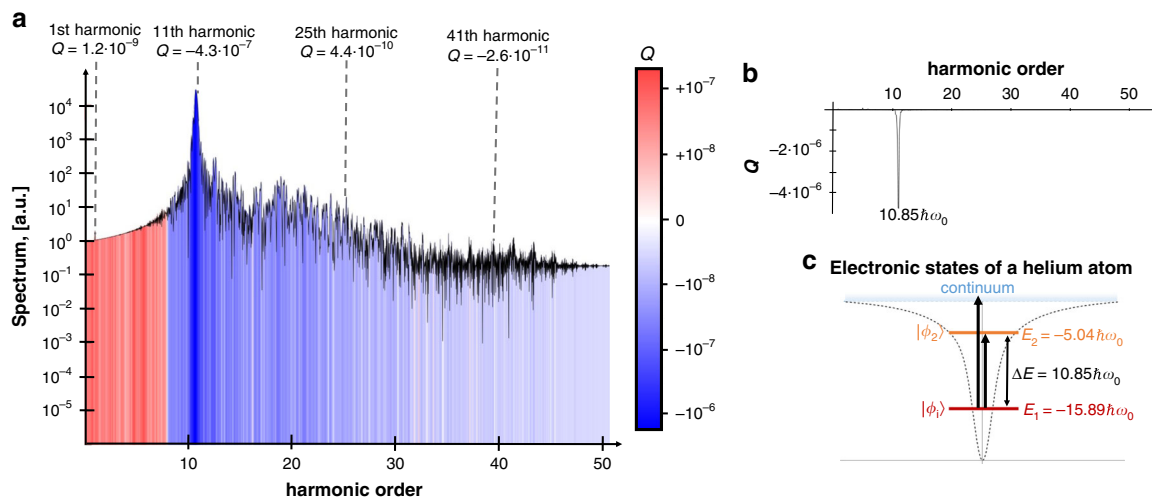 a
1st harmonic
Q = 1.2·10⁻⁹
11th harmonic
Q = −4.3·10⁻⁷
25th harmonic
Q = 4.4·10⁻¹⁰
41th harmonic
Q = −2.6·10⁻¹¹
Spectrum, [a.u.]
10⁴
10³
10²
10¹
10⁰
10⁻¹
10⁻²
10⁻³
10⁻⁴
10⁻⁵
10
20
30
40
50
harmonic order
Q
+10⁻⁷
+10⁻⁸
0
−10⁻⁸
−10⁻⁷
−10⁻⁶
b
harmonic order
10
20
30
40
50
Q
−2·10⁻⁶
−4·10⁻⁶
10.85ħω₀
c
Electronic states of a helium atom
continuum
|ϕ₂⟩
E₂ = −5.04ħω₀
ΔE = 10.85ħω₀
|ϕᵢ⟩
E₁ = −15.89ħω₀